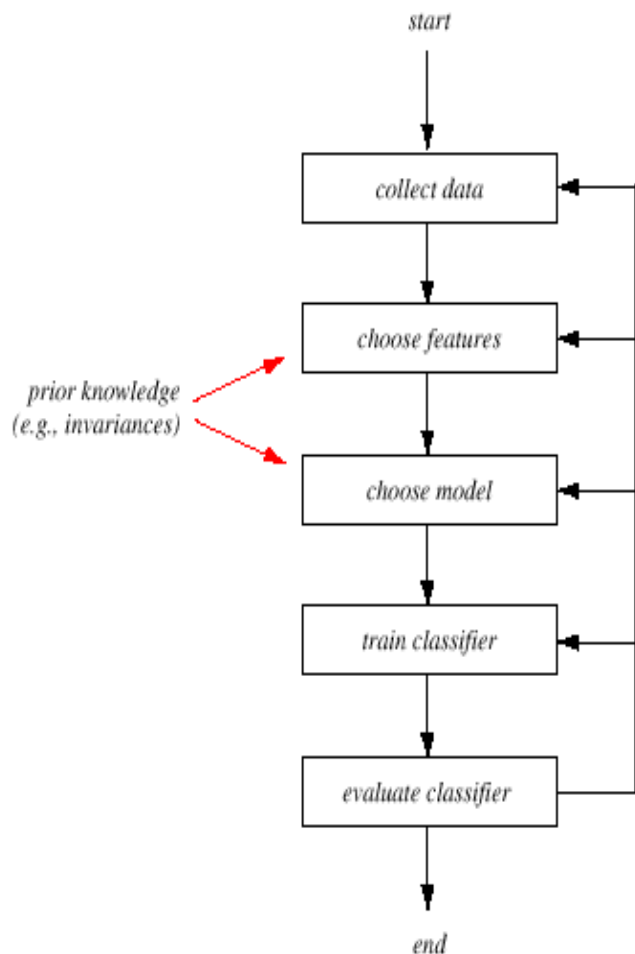 start
collect data
choose features
prior knowledge
(e.g., invariances)
choose model
train classifier
evaluate classifier
end